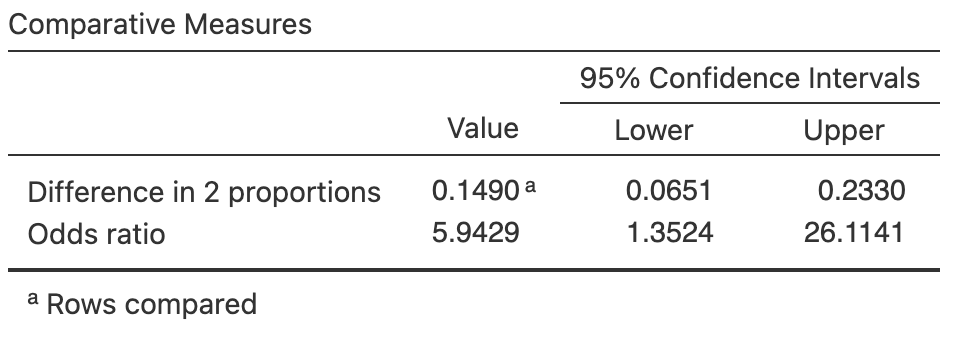 Comparative Measures
95% Confidence Intervals
Value Lower Upper
Difference in 2 proportions 0.1490 ᵃ 0.0651 0.2330
Odds ratio 5.9429 1.3524 26.1141
ᵃ Rows compared